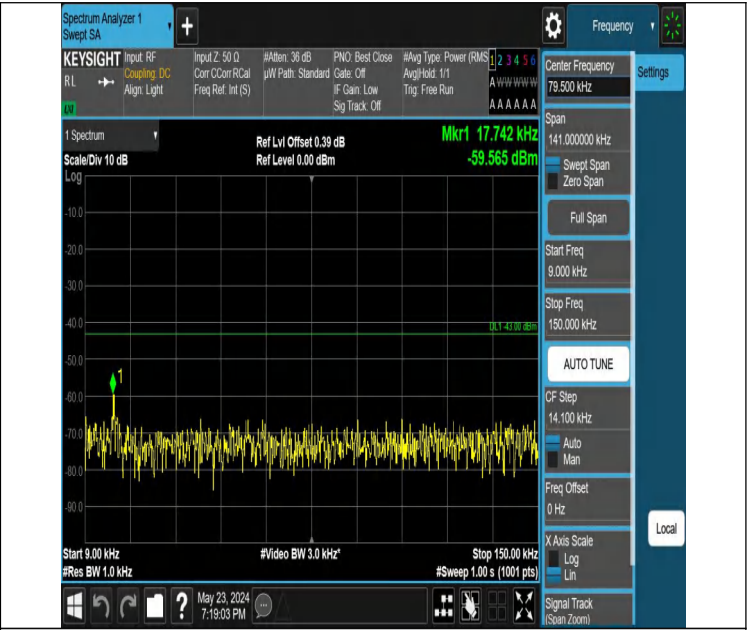 Spectrum Analyzer 1
Swept SA
+
Frequency
KEYSIGHT
RL
Input: RF
Coupling: DC
Align: Light
Input Z: 50 Ω
Corr CCorr RCal
Freq Ref: Int (S)
#Atten: 36 dB
µW Path: Standard
PNO: Best Close
Gate: Off
IF Gain: Low
Sig Track: Off
#Avg Type: Power (RMS
Avg|Hold: 1/1
Trig: Free Run
1 2 3 4 5 6
A W W W W W
A A A A A A
1 Spectrum
Scale/Div 10 dB
Ref Lvl Offset 0.39 dB
Ref Level 0.00 dBm
Mkr1 17.742 kHz
-59.565 dBm
Log
-10.0
-20.0
-30.0
-40.0
DL1 -43.00 dBm
-50.0
1
-60.0
-70.0
-80.0
-90.0
Start 9.00 kHz
#Res BW 1.0 kHz
#Video BW 3.0 kHz*
Stop 150.00 kHz
#Sweep 1.00 s (1001 pts)
Center Frequency
79.500 kHz
Settings
Span
141.000000 kHz
Swept Span
Zero Span
Full Span
Start Freq
9.000 kHz
Stop Freq
150.000 kHz
AUTO TUNE
CF Step
14.100 kHz
Auto
Man
Freq Offset
0 Hz
X Axis Scale
Log
Lin
Local
Signal Track
(Span Zoom)
?
May 23, 2024
7:19:03 PM